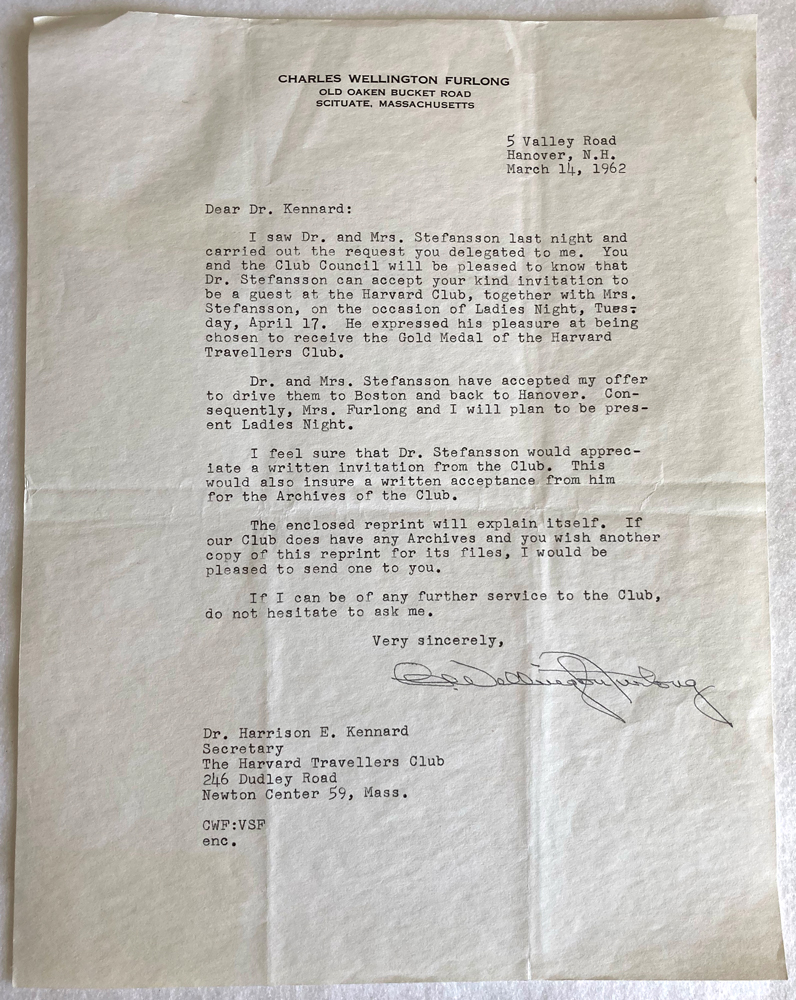 CHARLES WELLINGTON FURLONG
OLD OAKEN BUCKET ROAD
SCITUATE, MASSACHUSETTS
5 Valley Road
Hanover, N.H.
March 14, 1962
Dear Dr. Kennard:
I saw Dr. and Mrs. Stefansson last night and
carried out the request you delegated to me. You
and the Club Council will be pleased to know that
Dr. Stefansson can accept your kind invitation to
be a guest at the Harvard Club, together with Mrs.
Stefansson, on the occasion of Ladies Night, Tues-
day, April 17. He expressed his pleasure at being
chosen to receive the Gold Medal of the Harvard
Travellers Club.
Dr. and Mrs. Stefansson have accepted my offer
to drive them to Boston and back to Hanover. Con-
sequently, Mrs. Furlong and I will plan to be pres-
ent Ladies Night.
I feel sure that Dr. Stefansson would apprec-
iate a written invitation from the Club. This
would also insure a written acceptance from him
for the Archives of the Club.
The enclosed reprint will explain itself. If
our Club does have any Archives and you wish another
copy of this reprint for its files, I would be
pleased to send one to you.
If I can be of any further service to the Club,
do not hesitate to ask me.
Very sincerely,
Ch. Wellington Furlong
Dr. Harrison E. Kennard
Secretary
The Harvard Travellers Club
246 Dudley Road
Newton Center 59, Mass.
CWF:VSF
enc.